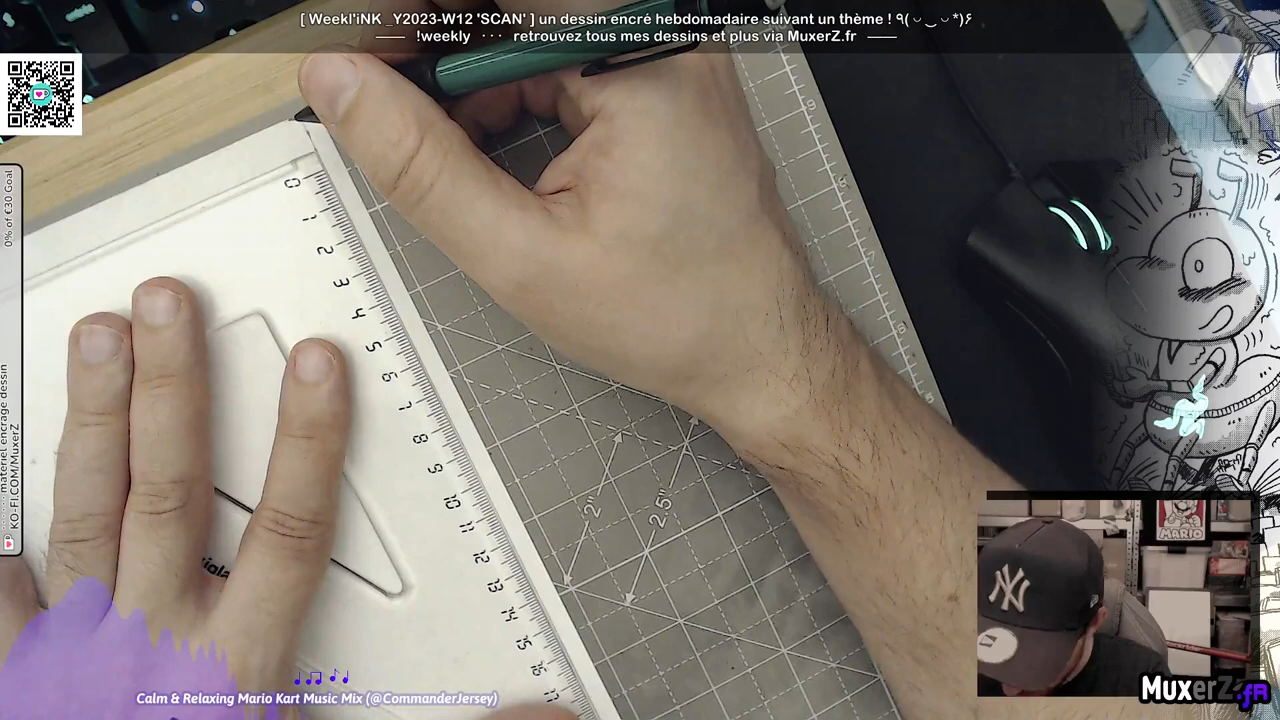 [ Weekl'iNK _Y2023-W12 'SCAN' ] un dessin encré hebdomadaire suivant un thème ! ٩(◡‿◡*)۶
—— !weekly ··· retrouvez tous mes dessins et plus via MuxerZ.fr ——
0% of €30 Goal
materiel encrage dessin
KO-FI.COM/MuxerZ
0
1
2
3
4
5
6
7
8
9
10
11
12
13
14
15
16
17
2"
2.5"
NY
MARIO
Calm & Relaxing Mario Kart Music Mix (@CommanderJersey)
MuxerZ.fR